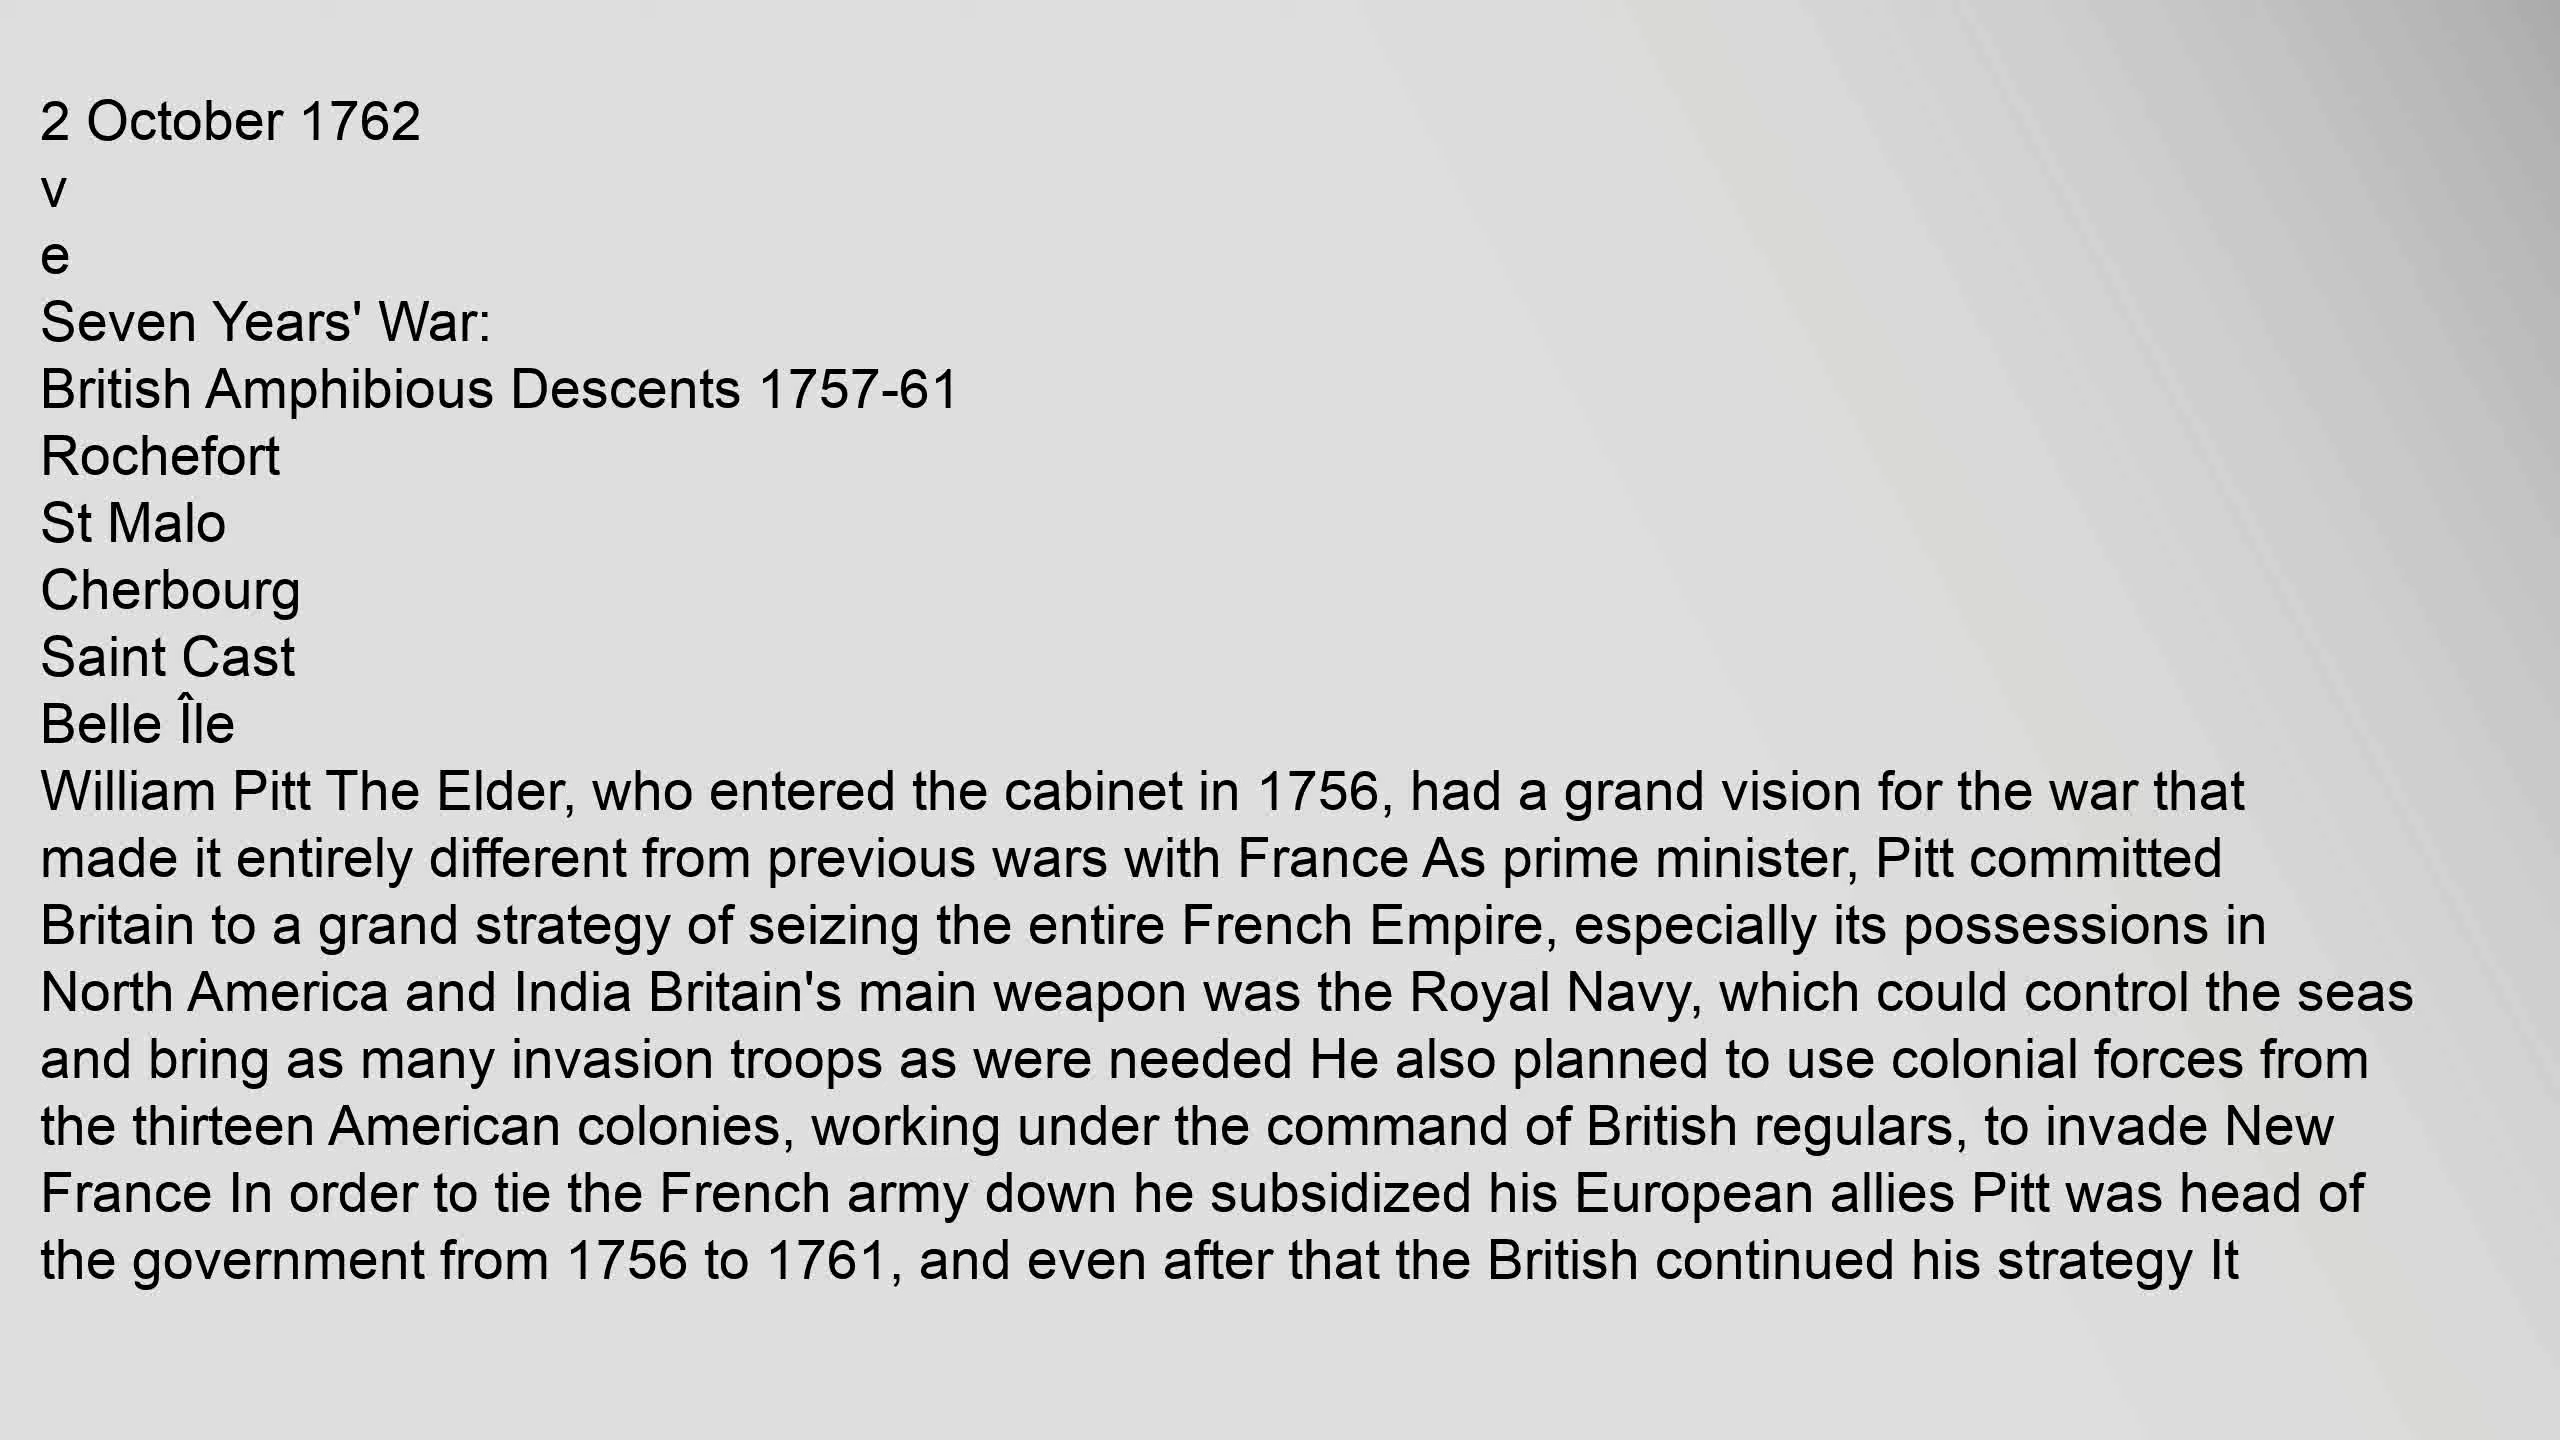 2 October 1762
v
e
Seven Years' War:
British Amphibious Descents 1757-61
Rochefort
St Malo
Cherbourg
Saint Cast
Belle Île
William Pitt The Elder, who entered the cabinet in 1756, had a grand vision for the war that
made it entirely different from previous wars with France As prime minister, Pitt committed
Britain to a grand strategy of seizing the entire French Empire, especially its possessions in
North America and India Britain's main weapon was the Royal Navy, which could control the seas
and bring as many invasion troops as were needed He also planned to use colonial forces from
the thirteen American colonies, working under the command of British regulars, to invade New
France In order to tie the French army down he subsidized his European allies Pitt was head of
the government from 1756 to 1761, and even after that the British continued his strategy It